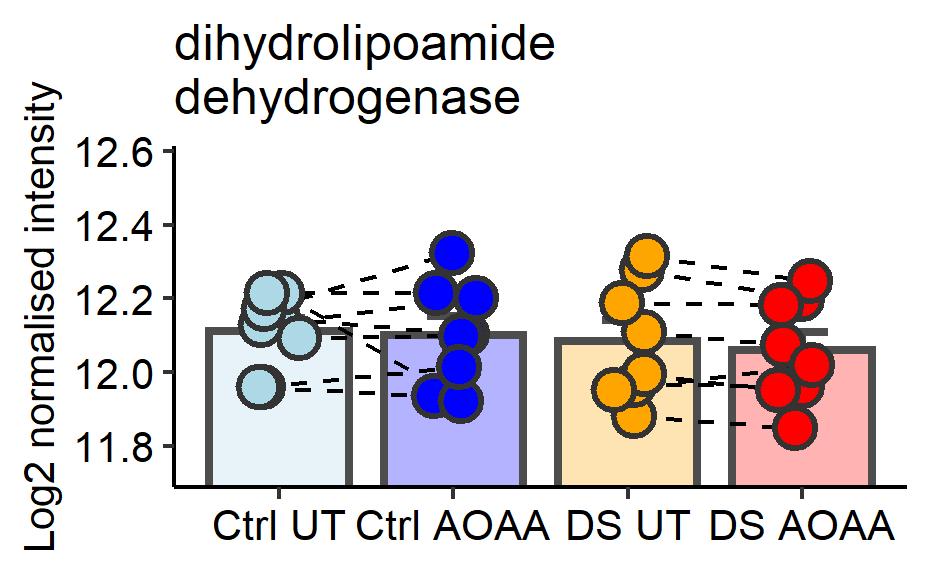 dihydrolipoamide
dehydrogenase
Log2 normalised intensity
12.6
12.4
12.2
12.0
11.8
Ctrl UT Ctrl AOAA DS UT DS AOAA